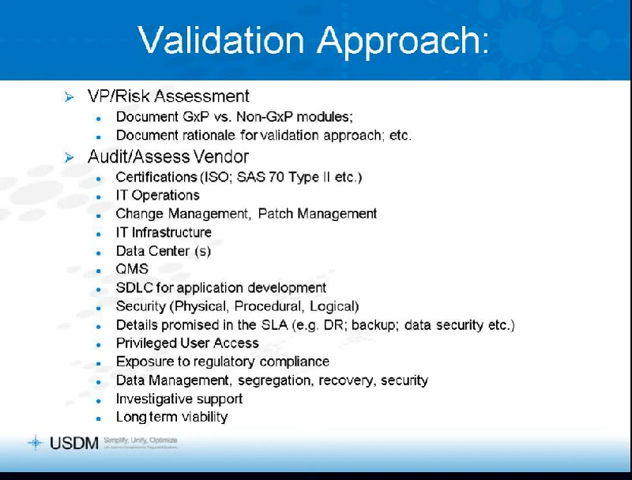 Validation Approach:
VP/Risk Assessment
Document GxP vs. Non-GxP modules;
Document rationale for validation approach; etc.
Audit/Assess Vendor
Certifications (ISO; SAS 70 Type II etc.)
IT Operations
Change Management, Patch Management
IT Infrastructure
Data Center (s)
QMS
SDLC for application development
Security (Physical, Procedural, Logical)
Details promised in the SLA (e.g. DR; backup; data security etc.)
Privileged User Access
Exposure to regulatory compliance
Data Management, segregation, recovery, security
Investigative support
Long term viability
USDM Simplify, Unify, Optimize